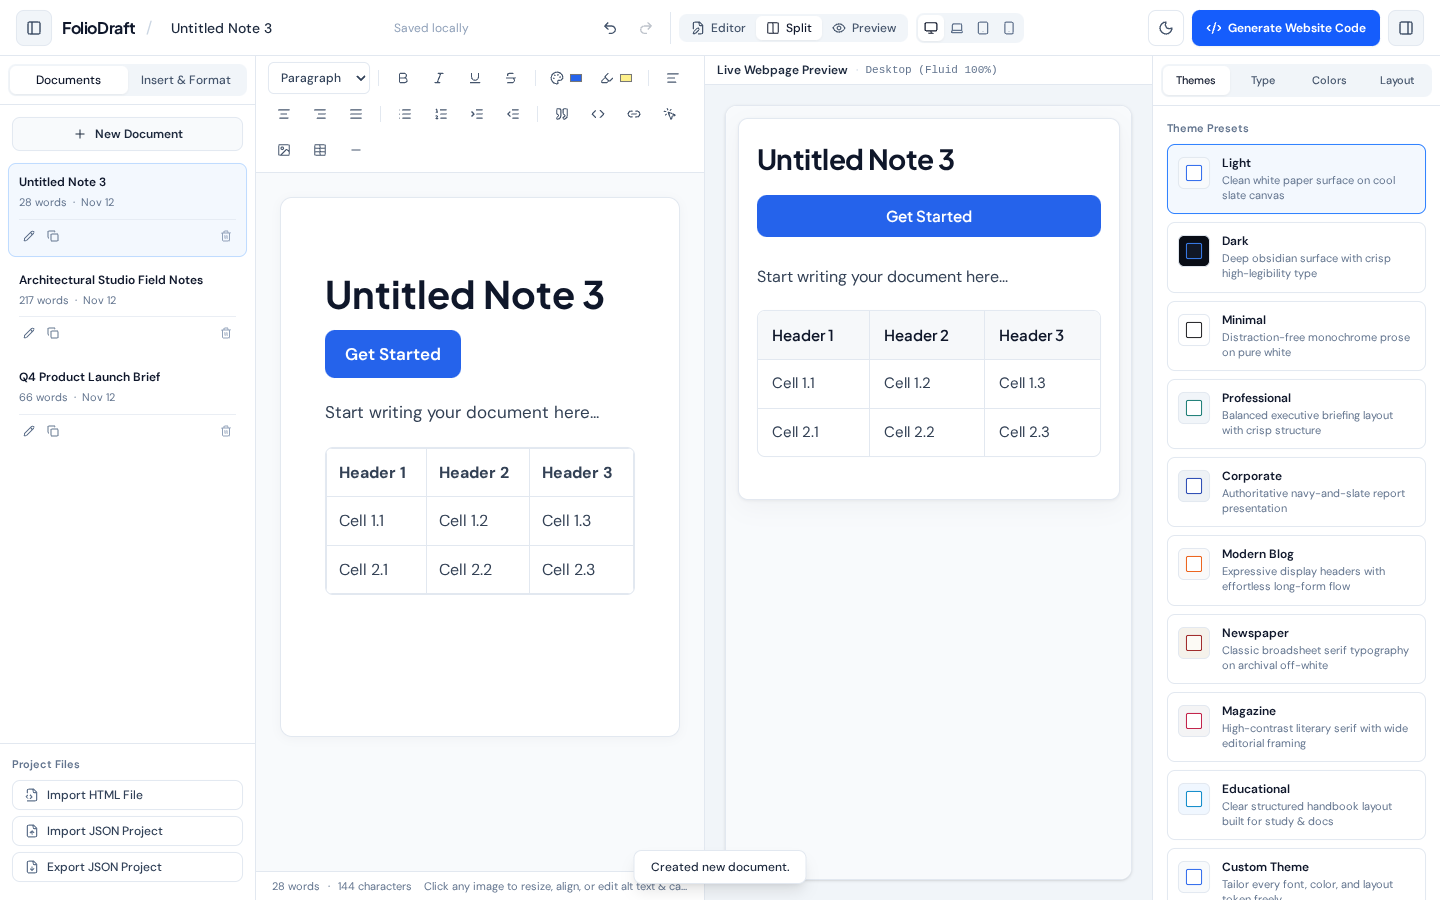 FolioDraft / Untitled Note 3
Saved locally
Editor
Split
Preview
Generate Website Code
Documents
Insert & Format
New Document
Untitled Note 3
28 words · Nov 12
Architectural Studio Field Notes
217 words · Nov 12
Q4 Product Launch Brief
66 words · Nov 12
Project Files
Import HTML File
Import JSON Project
Export JSON Project
Paragraph
Untitled Note 3
Get Started
Start writing your document here...
Header 1 Header 2 Header 3
Cell 1.1 Cell 1.2 Cell 1.3
Cell 2.1 Cell 2.2 Cell 2.3
28 words · 144 characters Click any image to resize, align, or edit alt text & ca...
Live Webpage Preview · Desktop (Fluid 100%)
Untitled Note 3
Get Started
Start writing your document here...
Header 1 Header 2 Header 3
Cell 1.1 Cell 1.2 Cell 1.3
Cell 2.1 Cell 2.2 Cell 2.3
Created new document.
Themes
Type
Colors
Layout
Theme Presets
Light
Clean white paper surface on cool
slate canvas
Dark
Deep obsidian surface with crisp
high-legibility type
Minimal
Distraction-free monochrome prose
on pure white
Professional
Balanced executive briefing layout
with crisp structure
Corporate
Authoritative navy-and-slate report
presentation
Modern Blog
Expressive display headers with
effortless long-form flow
Newspaper
Classic broadsheet serif typography
on archival off-white
Magazine
High-contrast literary serif with wide
editorial framing
Educational
Clear structured handbook layout
built for study & docs
Custom Theme
Tailor every font, color, and layout
token freely